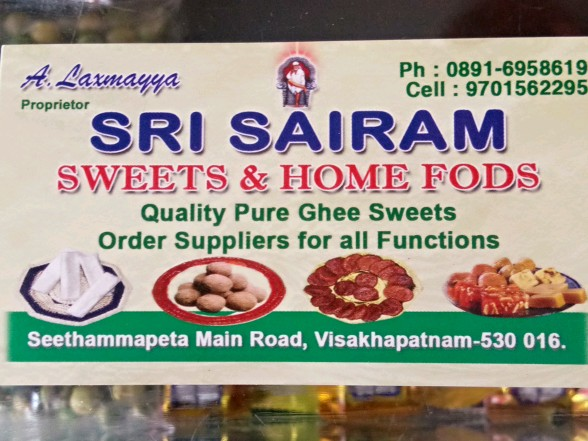 A. Laxmayya
Proprietor
Ph : 0891-6958619
Cell : 9701562295
SRI SAIRAM
SWEETS & HOME FODS
Quality Pure Ghee Sweets
Order Suppliers for all Functions
Seethammapeta Main Road, Visakhapatnam-530 016.